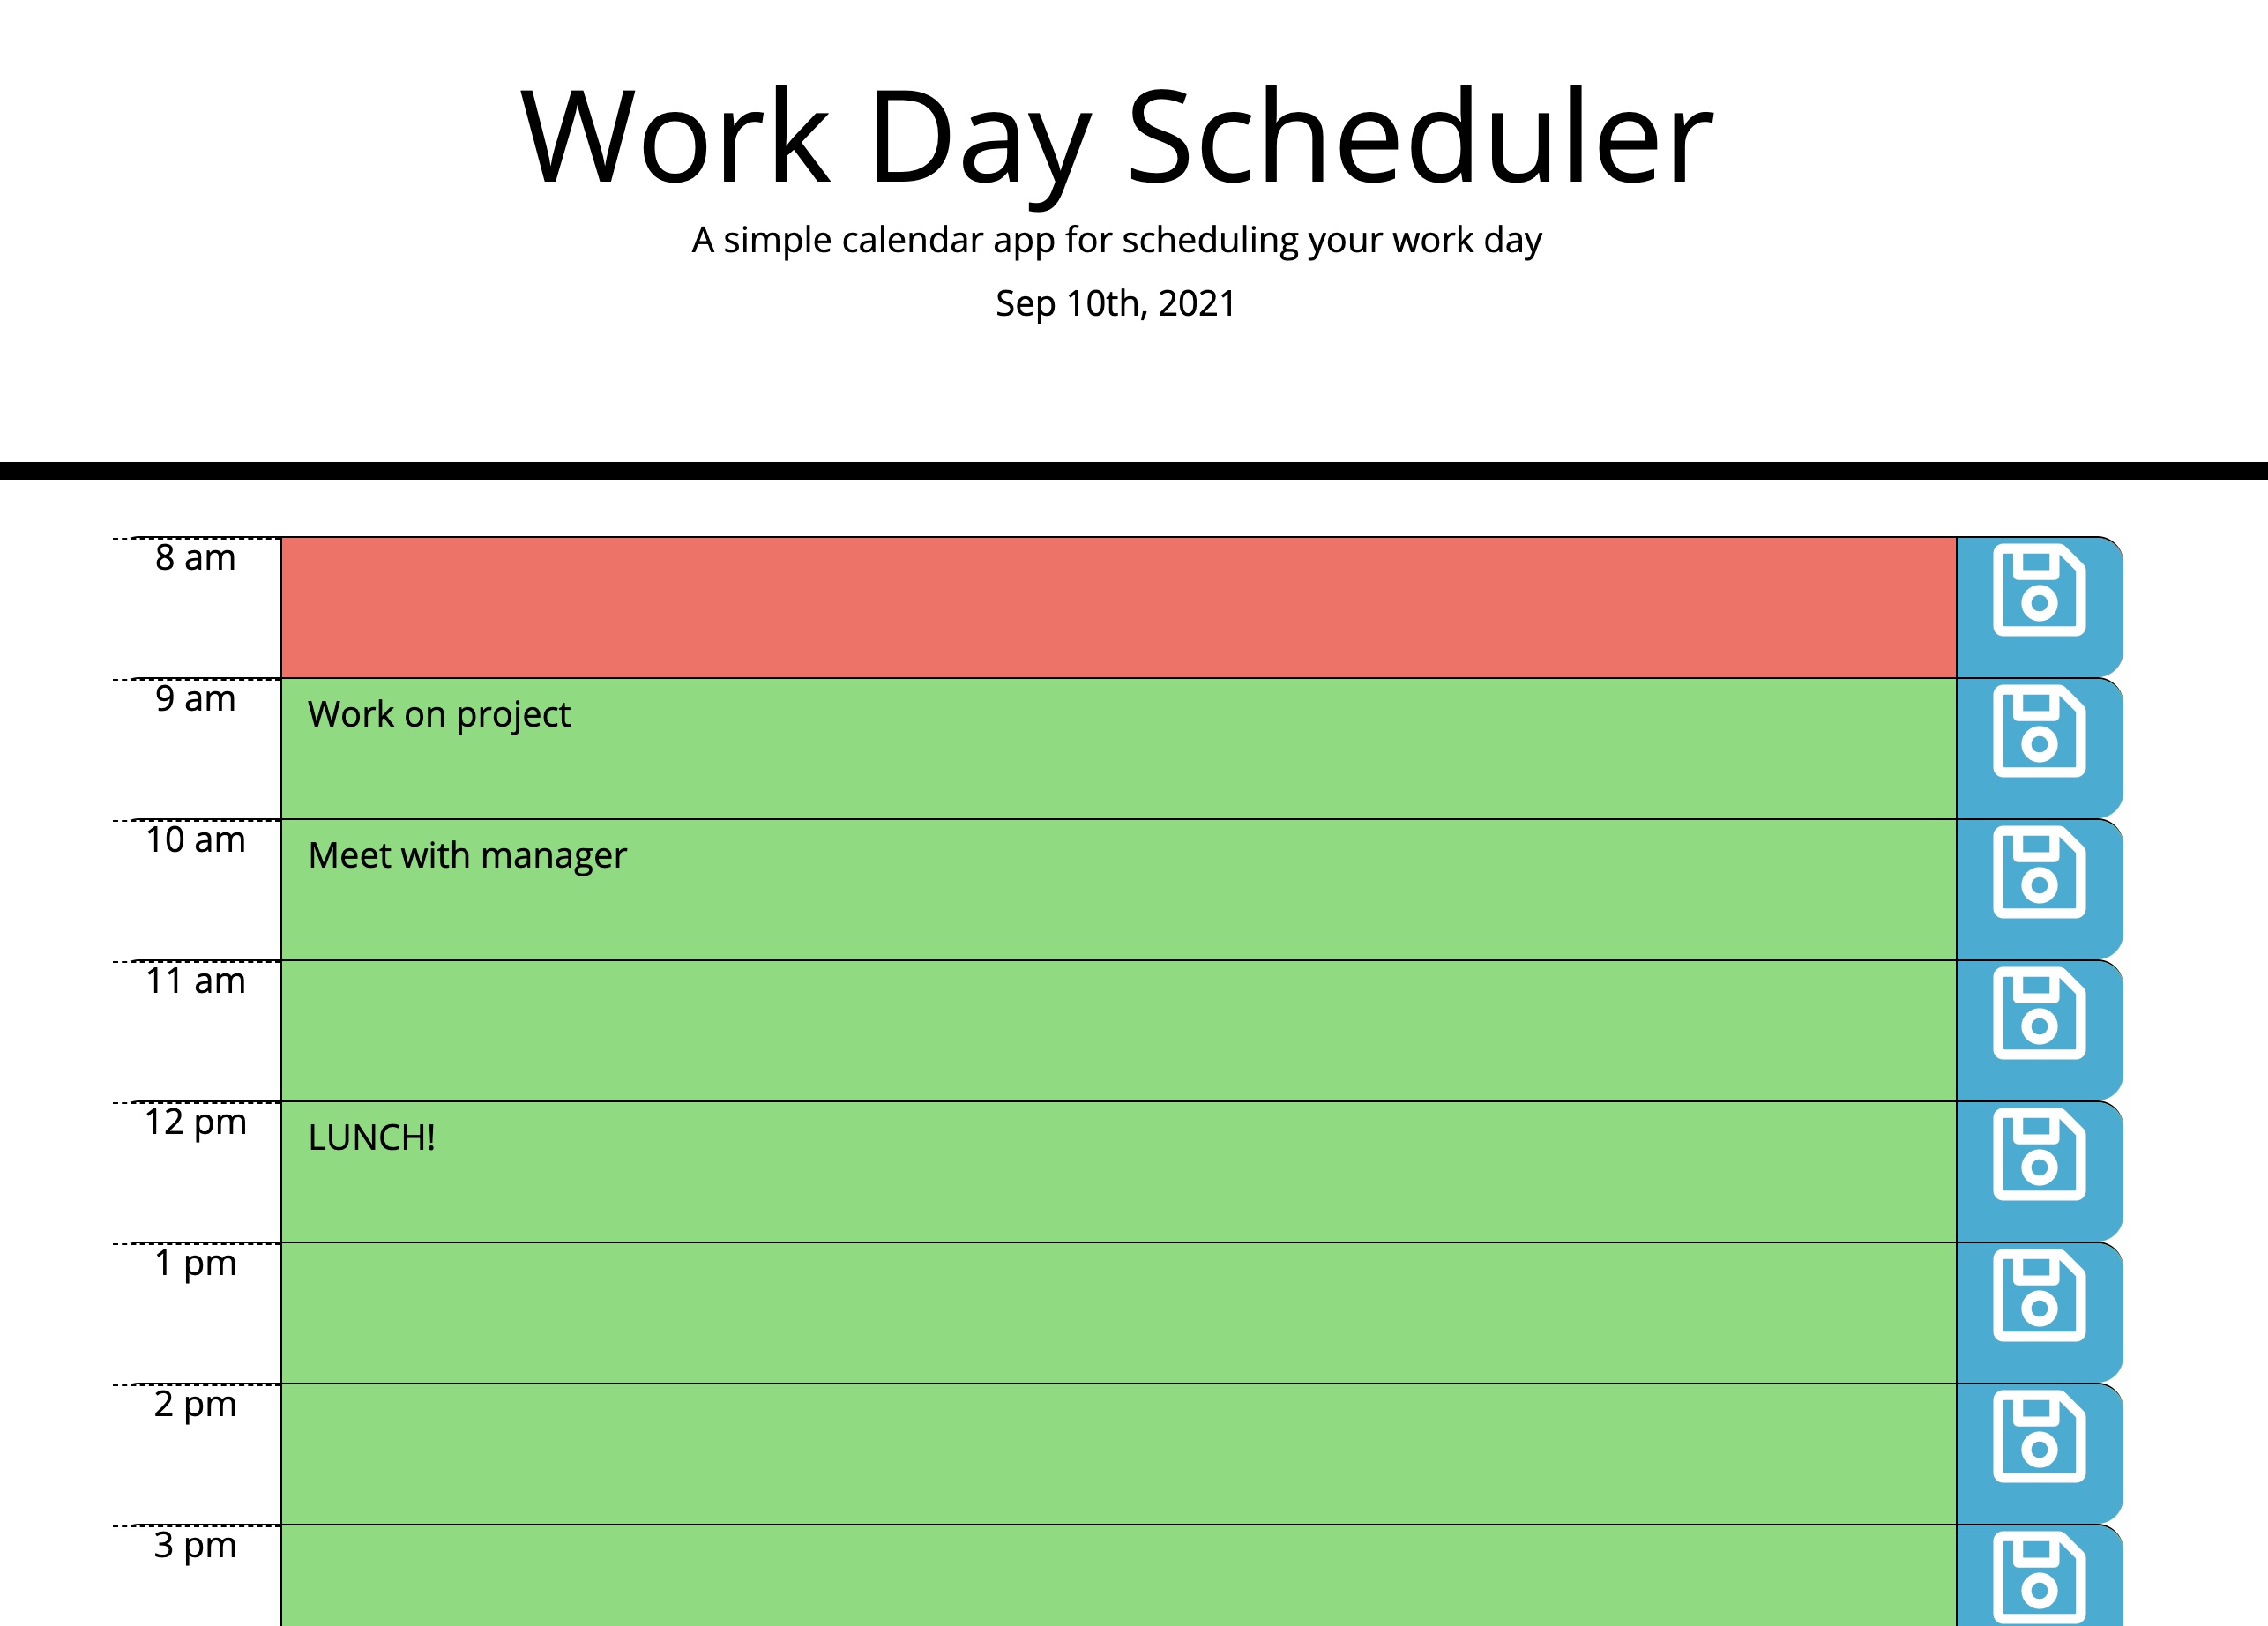 Work Day Scheduler
A simple calendar app for scheduling your work day
Sep 10th, 2021
8 am
9 am Work on project
10 am Meet with manager
11 am
12 pm LUNCH!
1 pm
2 pm
3 pm